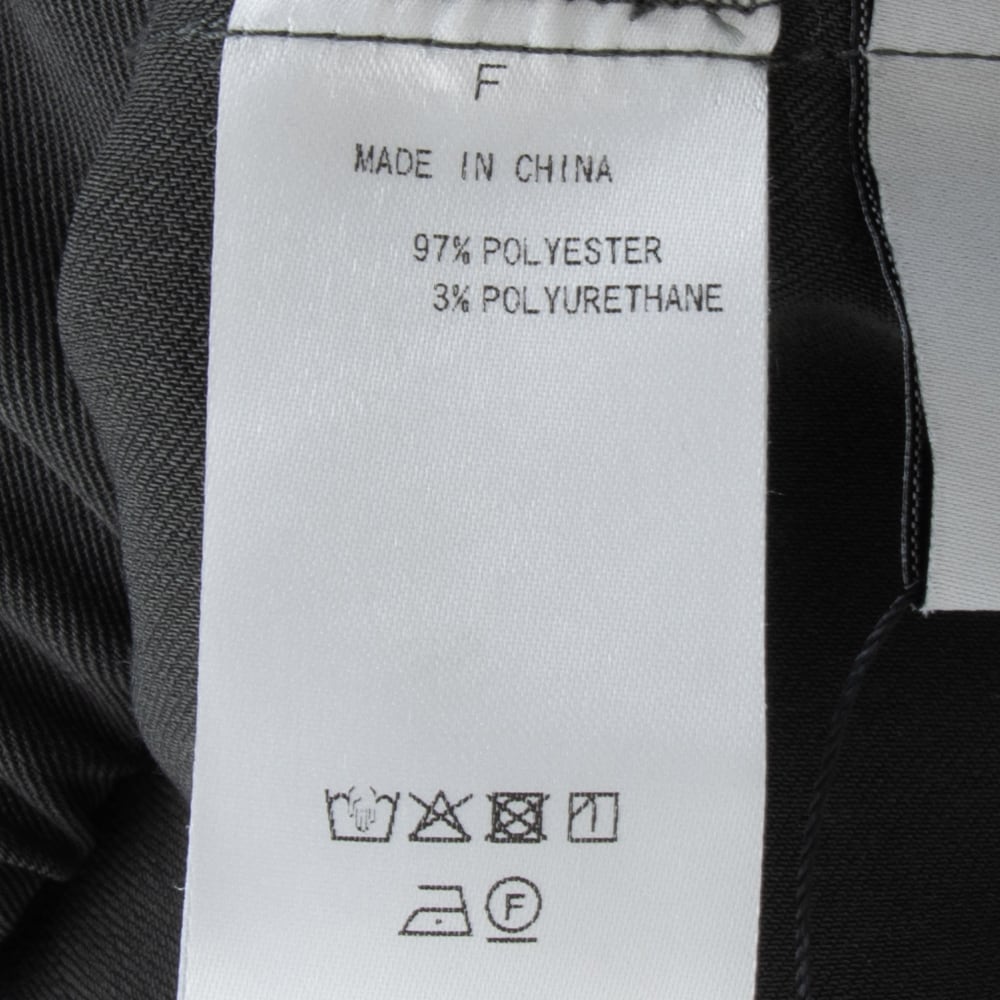 F
MADE IN CHINA
97% POLYESTER
3% POLYURETHANE
F